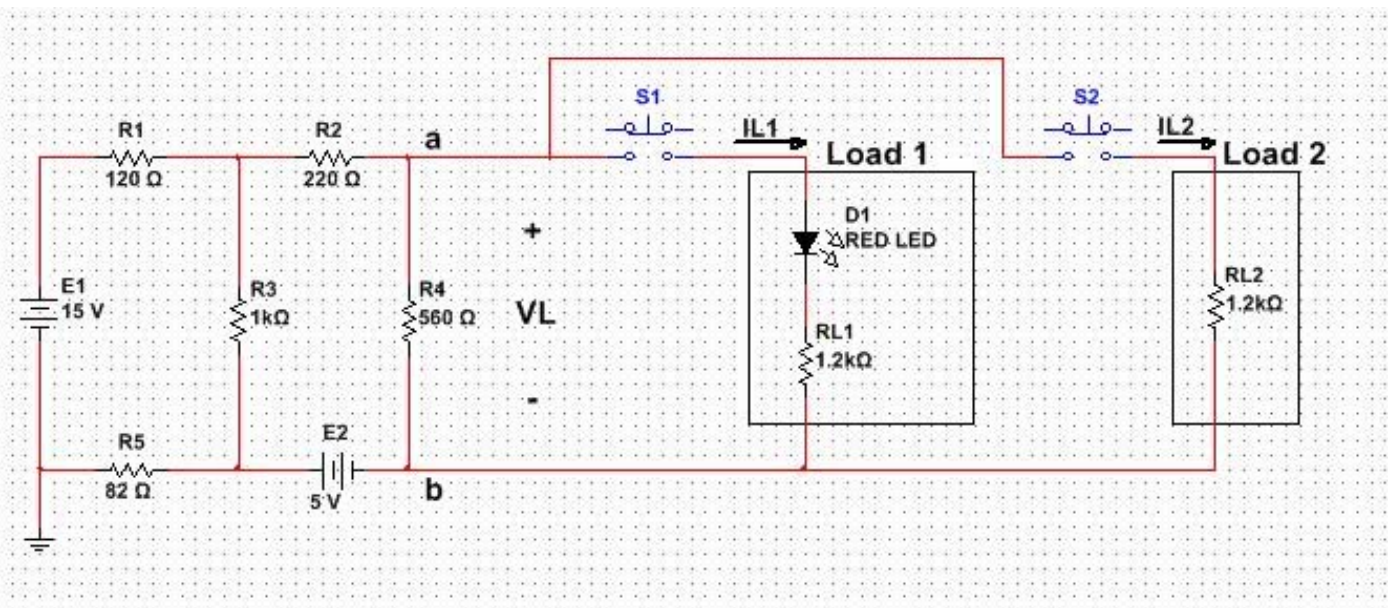 S1
S2
R1
120 Ω
R2
220 Ω
a
IL1
Load 1
IL2
Load 2
+
D1
RED LED
E1
15 V
R3
1kΩ
R4
560 Ω
VL
RL1
1.2kΩ
RL2
1.2kΩ
-
R5
82 Ω
E2
5 V
b